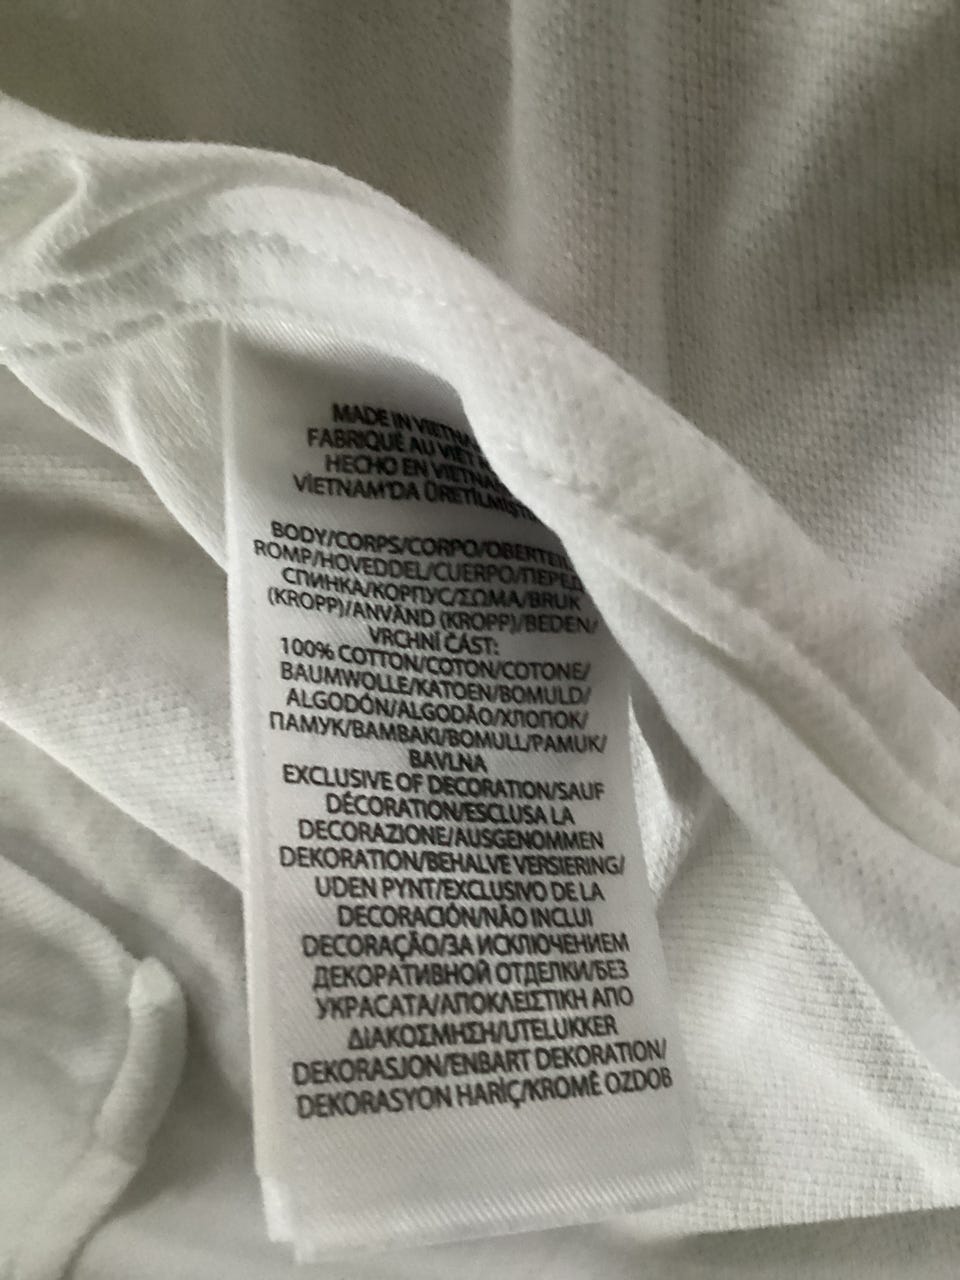 MADE IN VIETNA
FABRIQUÉ AU VIÊT
HECHO EN VIETNAM
VİETNAM'DA ÜRETİLMİŞTİR
BODY/CORPS/CORPO/OBERTEIL
ROMP/HOVEDDEL/CUERPO/ПЕРЕД
СПИНКА/КОРПУС/ΣΩΜΑ/BRUK
(KROPP)/ANVÄND (KROPP)/BEDEN/
VRCHNÍ ČÁST:
100% COTTON/COTON/COTONE/
BAUMWOLLE/KATOEN/BOMULD/
ALGODÓN/ALGODÃO/ХЛОПОК/
ПАМУК/BAMBAKI/BOMULL/PAMUK/
BAVLNA
EXCLUSIVE OF DECORATION/SAUF
DÉCORATION/ESCLUSA LA
DECORAZIONE/AUSGENOMMEN
DEKORATION/BEHALVE VERSIERING/
UDEN PYNT/EXCLUSIVO DE LA
DECORACIÓN/NÃO INCLUI
DECORAÇÃO/ЗА ИСКЛЮЧЕНИЕМ
ДЕКОРАТИВНОЙ ОТДЕЛКИ/БЕЗ
УКРАСАТА/ΑΠΟΚΛΕΙΣΤΙΚΗ ΑΠΟ
ΔΙΑΚΟΣΜΗΣΗ/UTELUKKER
DEKORASJON/ENBART DEKORATION/
DEKORASYON HARİÇ/KROMĚ OZDOB